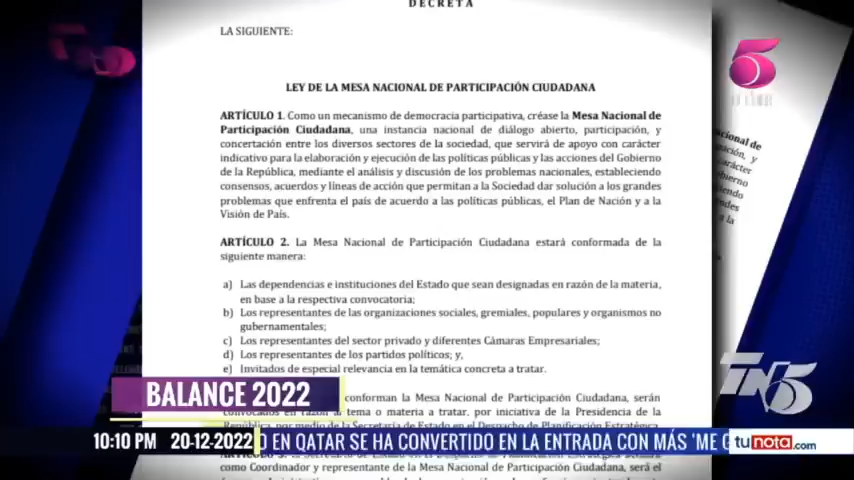 DECRETA
LA SIGUIENTE:
LEY DE LA MESA NACIONAL DE PARTICIPACIÓN CIUDADANA
ARTÍCULO 1. Como un mecanismo de democracia participativa, créase la Mesa Nacional de
Participación Ciudadana, una instancia nacional de diálogo abierto, participación, y
concertación entre los diversos sectores de la sociedad, que servirá de apoyo con carácter
indicativo para la elaboración y ejecución de las políticas públicas y las acciones del Gobierno
de la República, mediante el análisis y discusión de los problemas nacionales, estableciendo
consensos, acuerdos y líneas de acción que permitan a la Sociedad dar solución a los grandes
problemas que enfrenta el país de acuerdo a las políticas públicas, el Plan de Nación y a la
Visión de País.
ARTÍCULO 2. La Mesa Nacional de Participación Ciudadana estará conformada de la
siguiente manera:
a) Las dependencias e instituciones del Estado que sean designadas en razón de la materia,
en base a la respectiva convocatoria;
b) Los representantes de las organizaciones sociales, gremiales, populares y organismos no
gubernamentales;
c) Los representantes del sector privado y diferentes Cámaras Empresariales;
d) Los representantes de los partidos políticos; y,
e) Invitados de especial relevancia en la temática concreta a tratar.
conforman la Mesa Nacional de Participación Ciudadana, serán
convocados en razón al tema o materia a tratar, por iniciativa de la Presidencia de la
República, por medio de la Secretaría de Estado en el Despacho de Planificación Estratégica
como Coordinador y representante de la Mesa Nacional de Participación Ciudadana, será el
cional de
pación, y
carácter
obierno
ciendo
ndes
a la
5
TN5
BALANCE 2022
10:10 PM 20-12-2022
O EN QATAR SE HA CONVERTIDO EN LA ENTRADA CON MÁS 'ME G
tunota.com